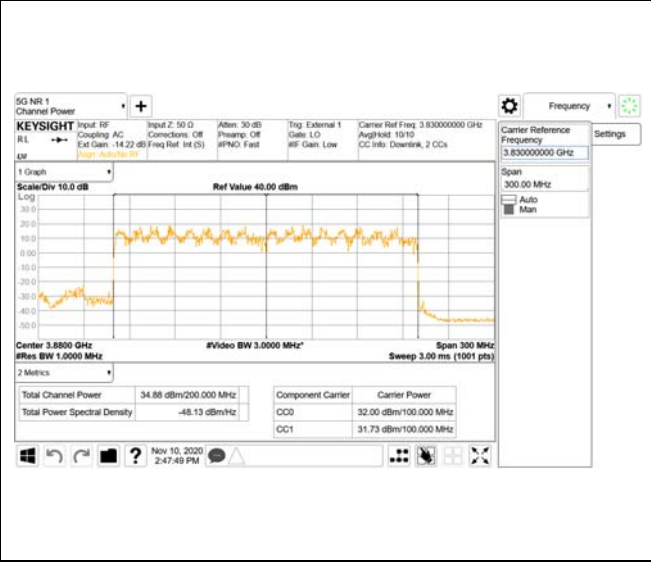 5G NR 1
Channel Power
Frequency
KEYSIGHT
Input: RF
Input Z: 50 Ω
Atten: 30 dB
Trig: External 1
Carrier Ref Freq: 3.830000000 GHz
RL
Coupling: AC
Corrections: Off
Preamp: Off
Gate: LO
Avg|Hold: 10/10
Ext Gain: -14.22 dB
Freq Ref: Int (S)
#PNO: Fast
#IF Gain: Low
CC Info: Downlink, 2 CCs
Align: Auto/No RF
Carrier Reference
Frequency
3.830000000 GHz
Settings
Span
300.00 MHz
Auto
Man
1 Graph
Scale/Div 10.0 dB
Ref Value 40.00 dBm
Log
30.0
20.0
10.0
0.00
-10.0
-20.0
-30.0
-40.0
-50.0
Center 3.8800 GHz
#Video BW 3.0000 MHz*
Span 300 MHz
#Res BW 1.0000 MHz
Sweep 3.00 ms (1001 pts)
2 Metrics
Total Channel Power
34.88 dBm/200.000 MHz
Component Carrier
Carrier Power
Total Power Spectral Density
-48.13 dBm/Hz
CC0
32.00 dBm/100.000 MHz
CC1
31.73 dBm/100.000 MHz
?
Nov 10, 2020
2:47:49 PM